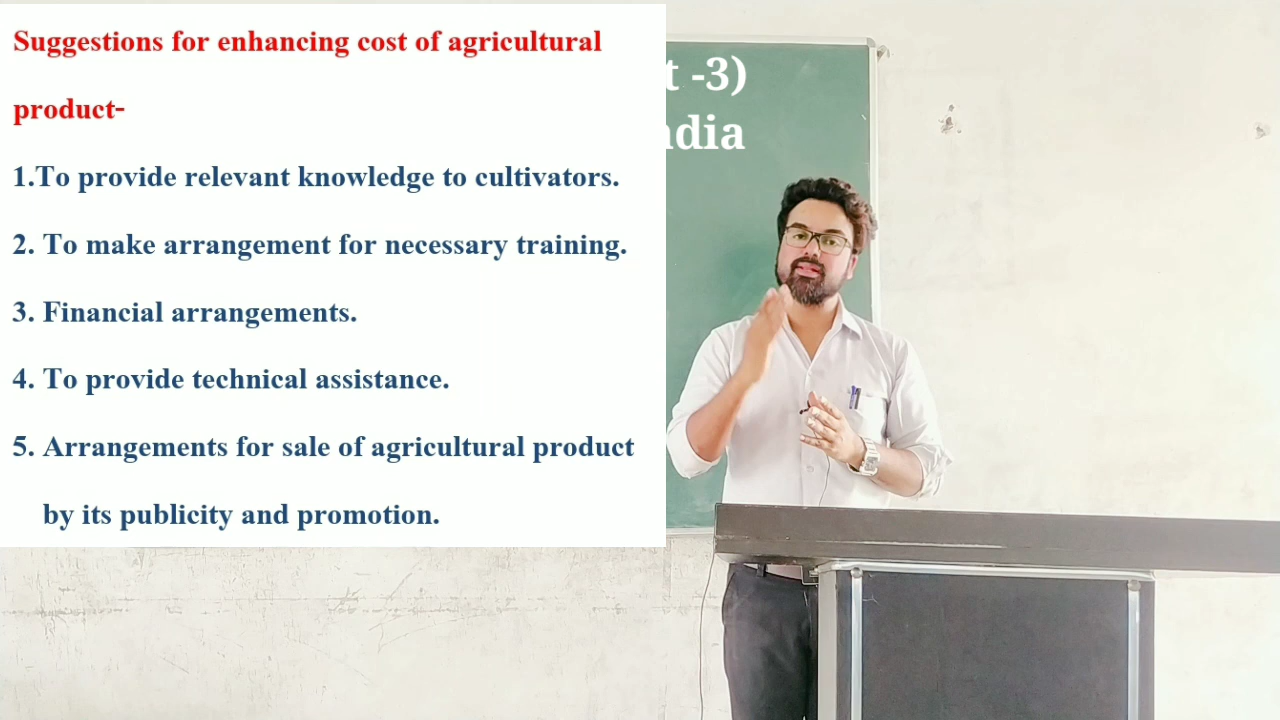 Suggestions for enhancing cost of agricultural
product-
1.To provide relevant knowledge to cultivators.
2. To make arrangement for necessary training.
3. Financial arrangements.
4. To provide technical assistance.
5. Arrangements for sale of agricultural product
by its publicity and promotion.
-3)